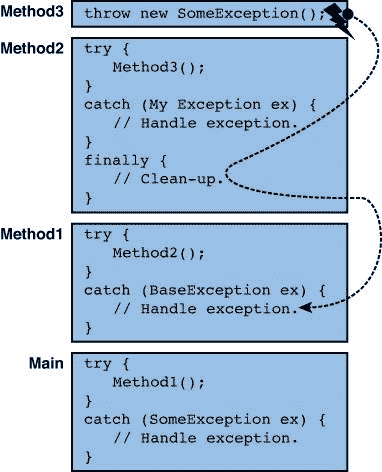 Method3 throw new SomeException();
Method2 try {
Method3();
}
catch (My Exception ex) {
// Handle exception.
}
finally {
// Clean-up.
}
Method1 try {
Method2();
}
catch (BaseException ex) {
// Handle exception.
}
Main try {
Method1();
}
catch (SomeException ex) {
// Handle exception.
}